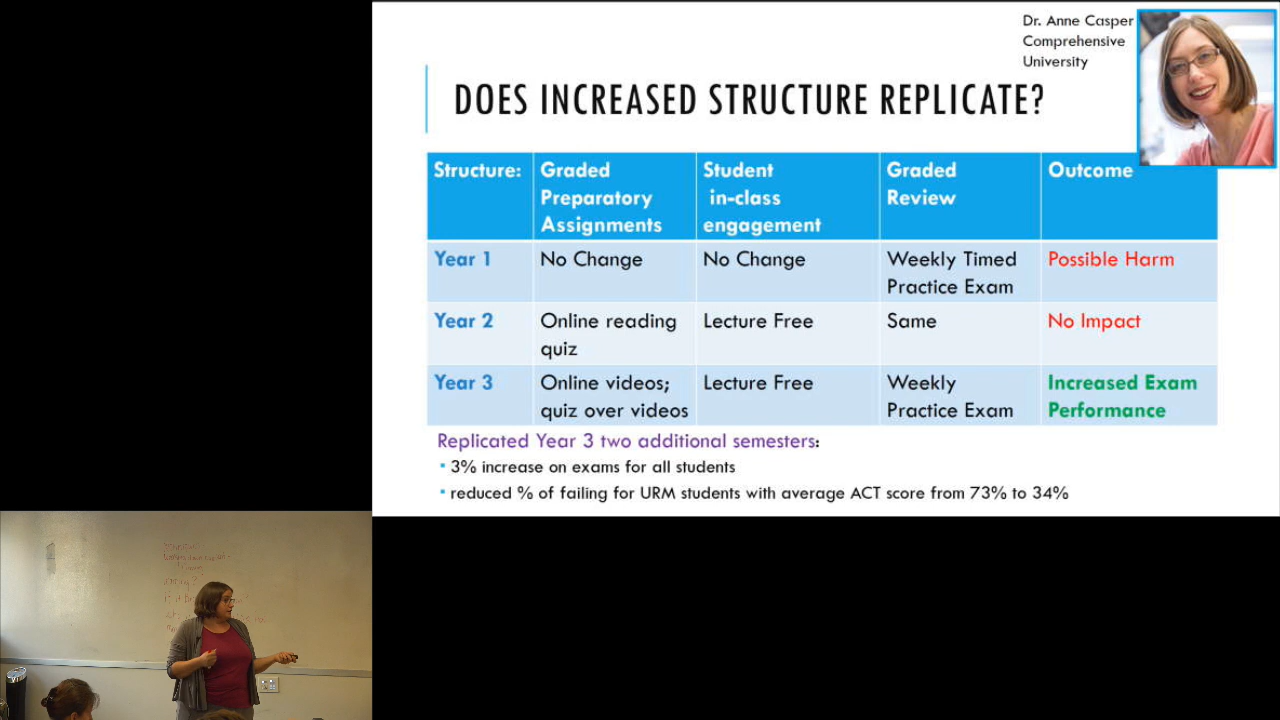 Dr. Anne Casper
Comprehensive
University
DOES INCREASED STRUCTURE REPLICATE?
Structure:
Graded
Preparatory
Assignments
Student
in-class
engagement
Graded
Review
Outcome
Year 1
No Change
No Change
Weekly Timed
Practice Exam
Possible Harm
Year 2
Online reading
quiz
Lecture Free
Same
No Impact
Year 3
Online videos;
quiz over videos
Lecture Free
Weekly
Practice Exam
Increased Exam
Performance
Replicated Year 3 two additional semesters:
▪ 3% increase on exams for all students
▪ reduced % of failing for URM students with average ACT score from 73% to 34%